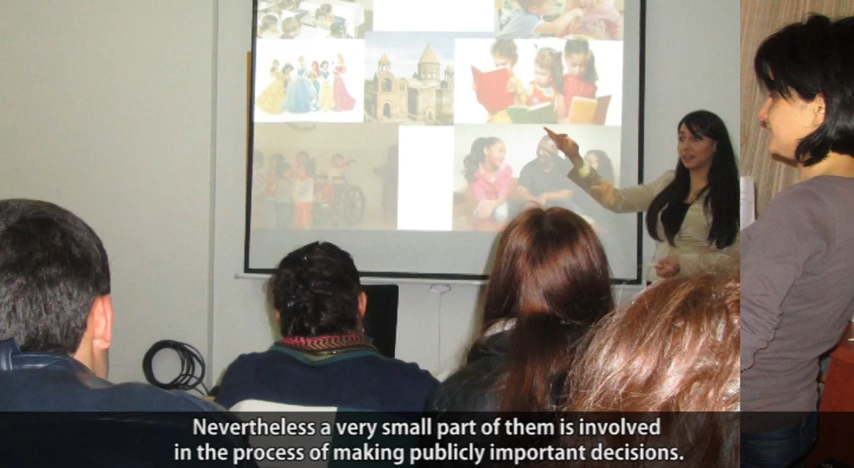 Nevertheless a very small part of them is involved
in the process of making publicly important decisions.